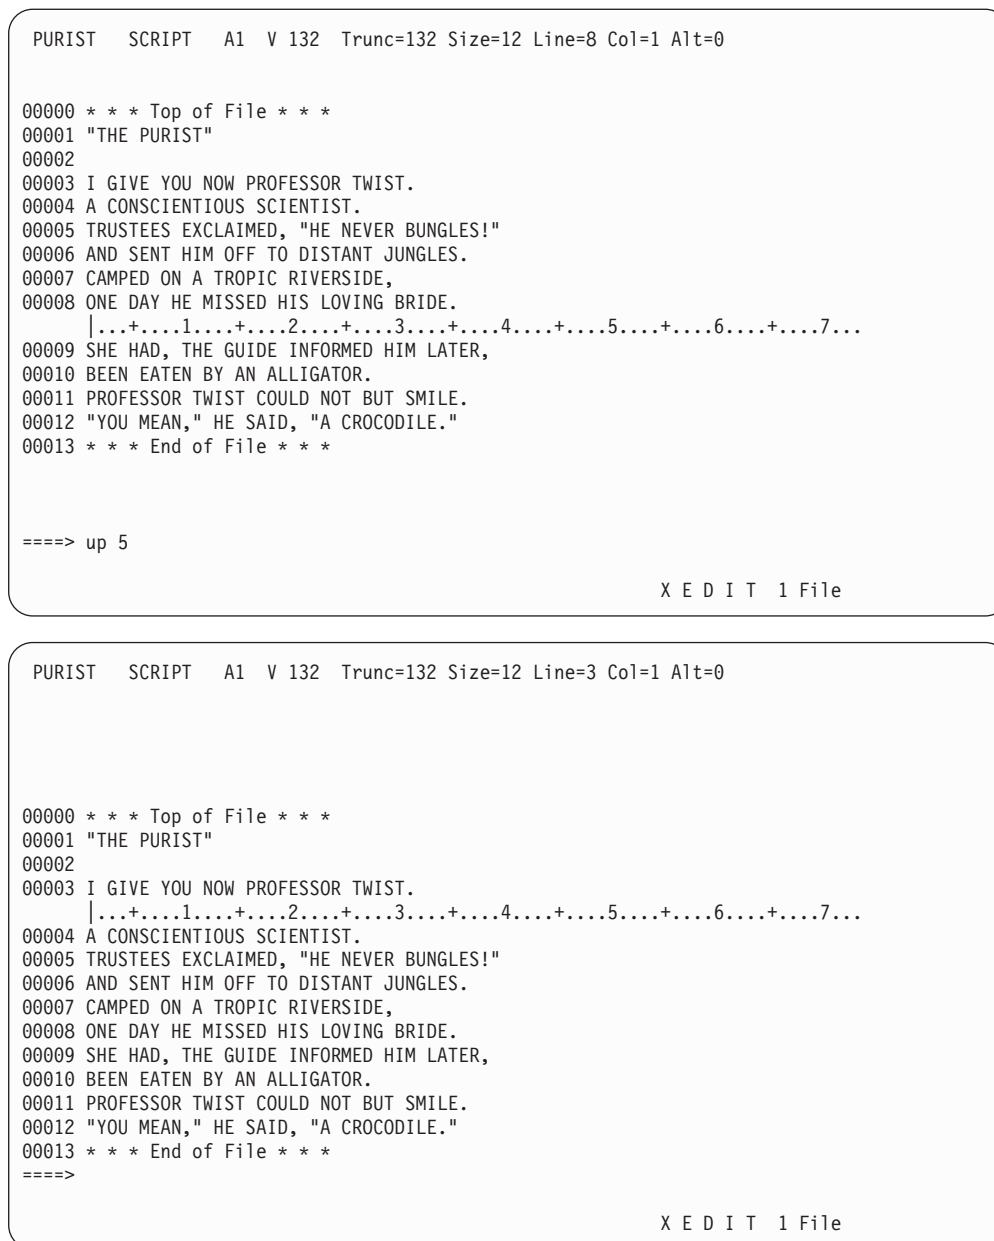 PURIST   SCRIPT   A1  V 132  Trunc=132 Size=12 Line=8 Col=1 Alt=0
00000 * * * Top of File * * *
00001 "THE PURIST"
00002
00003 I GIVE YOU NOW PROFESSOR TWIST.
00004 A CONSCIENTIOUS SCIENTIST.
00005 TRUSTEES EXCLAIMED, "HE NEVER BUNGLES!"
00006 AND SENT HIM OFF TO DISTANT JUNGLES.
00007 CAMPED ON A TROPIC RIVERSIDE,
00008 ONE DAY HE MISSED HIS LOVING BRIDE.
|...+....1....+....2....+....3....+....4....+....5....+....6....+....7...
00009 SHE HAD, THE GUIDE INFORMED HIM LATER,
00010 BEEN EATEN BY AN ALLIGATOR.
00011 PROFESSOR TWIST COULD NOT BUT SMILE.
00012 "YOU MEAN," HE SAID, "A CROCODILE."
00013 * * * End of File * * *
====> up 5
X E D I T  1 File
PURIST   SCRIPT   A1  V 132  Trunc=132 Size=12 Line=3 Col=1 Alt=0
00000 * * * Top of File * * *
00001 "THE PURIST"
00002
00003 I GIVE YOU NOW PROFESSOR TWIST.
|...+....1....+....2....+....3....+....4....+....5....+....6....+....7...
00004 A CONSCIENTIOUS SCIENTIST.
00005 TRUSTEES EXCLAIMED, "HE NEVER BUNGLES!"
00006 AND SENT HIM OFF TO DISTANT JUNGLES.
00007 CAMPED ON A TROPIC RIVERSIDE,
00008 ONE DAY HE MISSED HIS LOVING BRIDE.
00009 SHE HAD, THE GUIDE INFORMED HIM LATER,
00010 BEEN EATEN BY AN ALLIGATOR.
00011 PROFESSOR TWIST COULD NOT BUT SMILE.
00012 "YOU MEAN," HE SAID, "A CROCODILE."
00013 * * * End of File * * *
====>
X E D I T  1 File